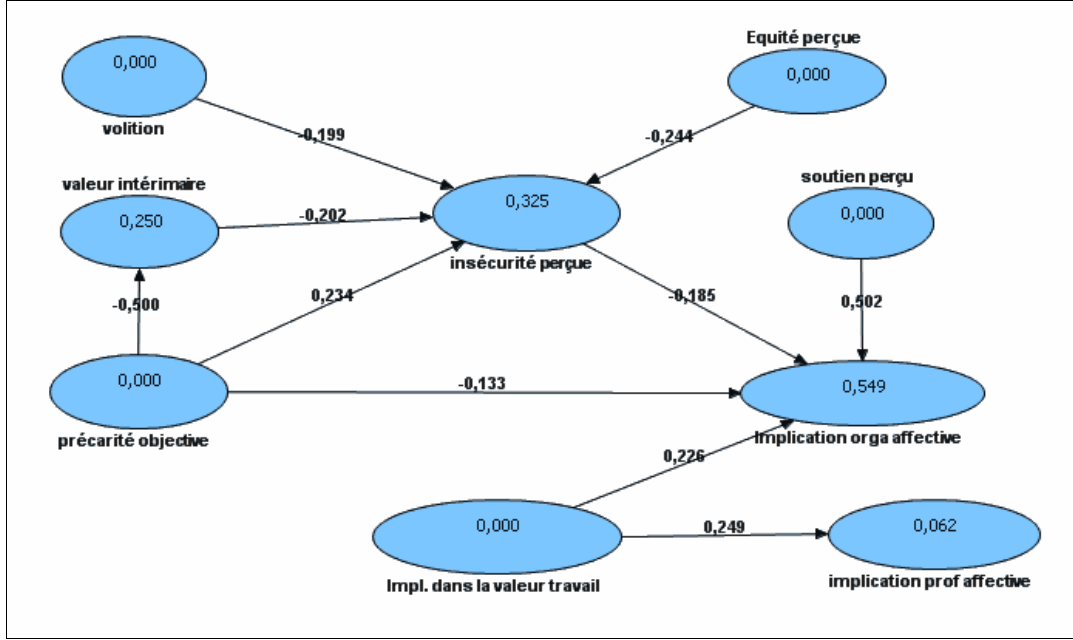 0,000
volition
Equité perçue
0,000
-0,199
-0,244
valeur intérimaire
0,250
-0,202
0,325
insécurité perçue
soutien perçu
0,000
-0,500
0,234
-0,185
0,502
0,000
précarité objective
-0,133
0,549
Implication orga affective
0,226
0,000
Impl. dans la valeur travail
0,249
0,062
implication prof affective